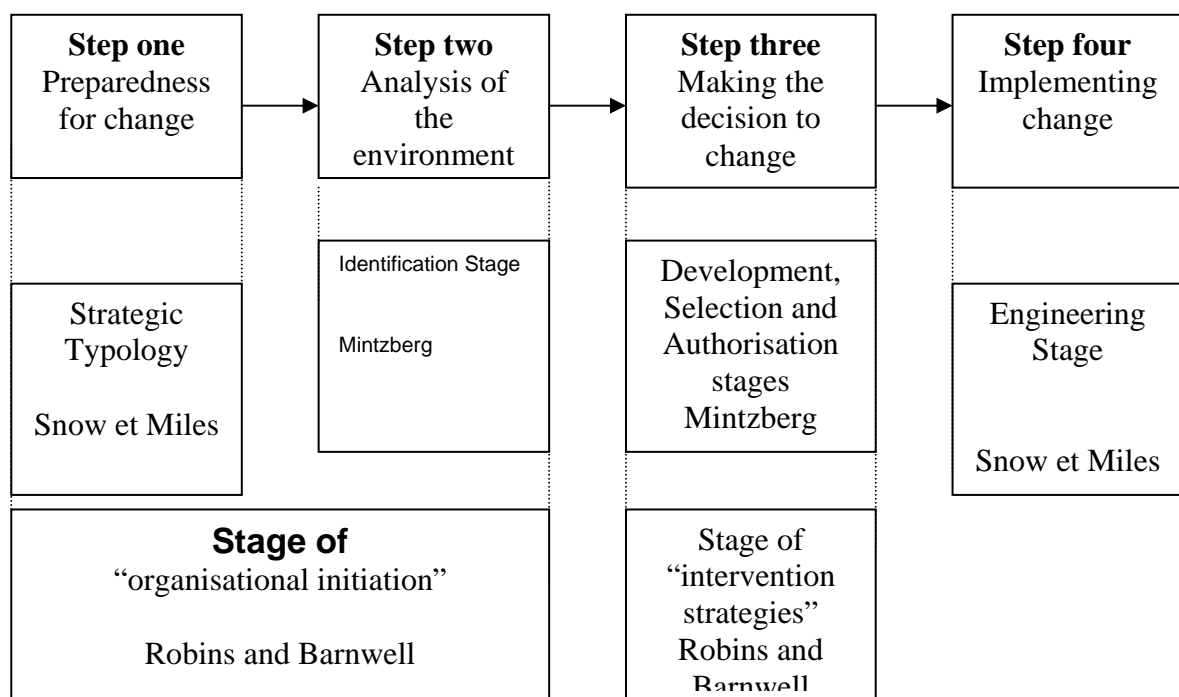 Step one
Preparedness
for change
Step two
Analysis of
the
environment
Step three
Making the
decision to
change
Step four
Implementing
change
Strategic
Typology
Snow et Miles
Identification Stage
Mintzberg
Development,
Selection and
Authorisation
stages
Mintzberg
Engineering
Stage
Snow et Miles
Stage of
“organisational initiation”
Robins and Barnwell
Stage of
“intervention
strategies”
Robins and
Barnwell